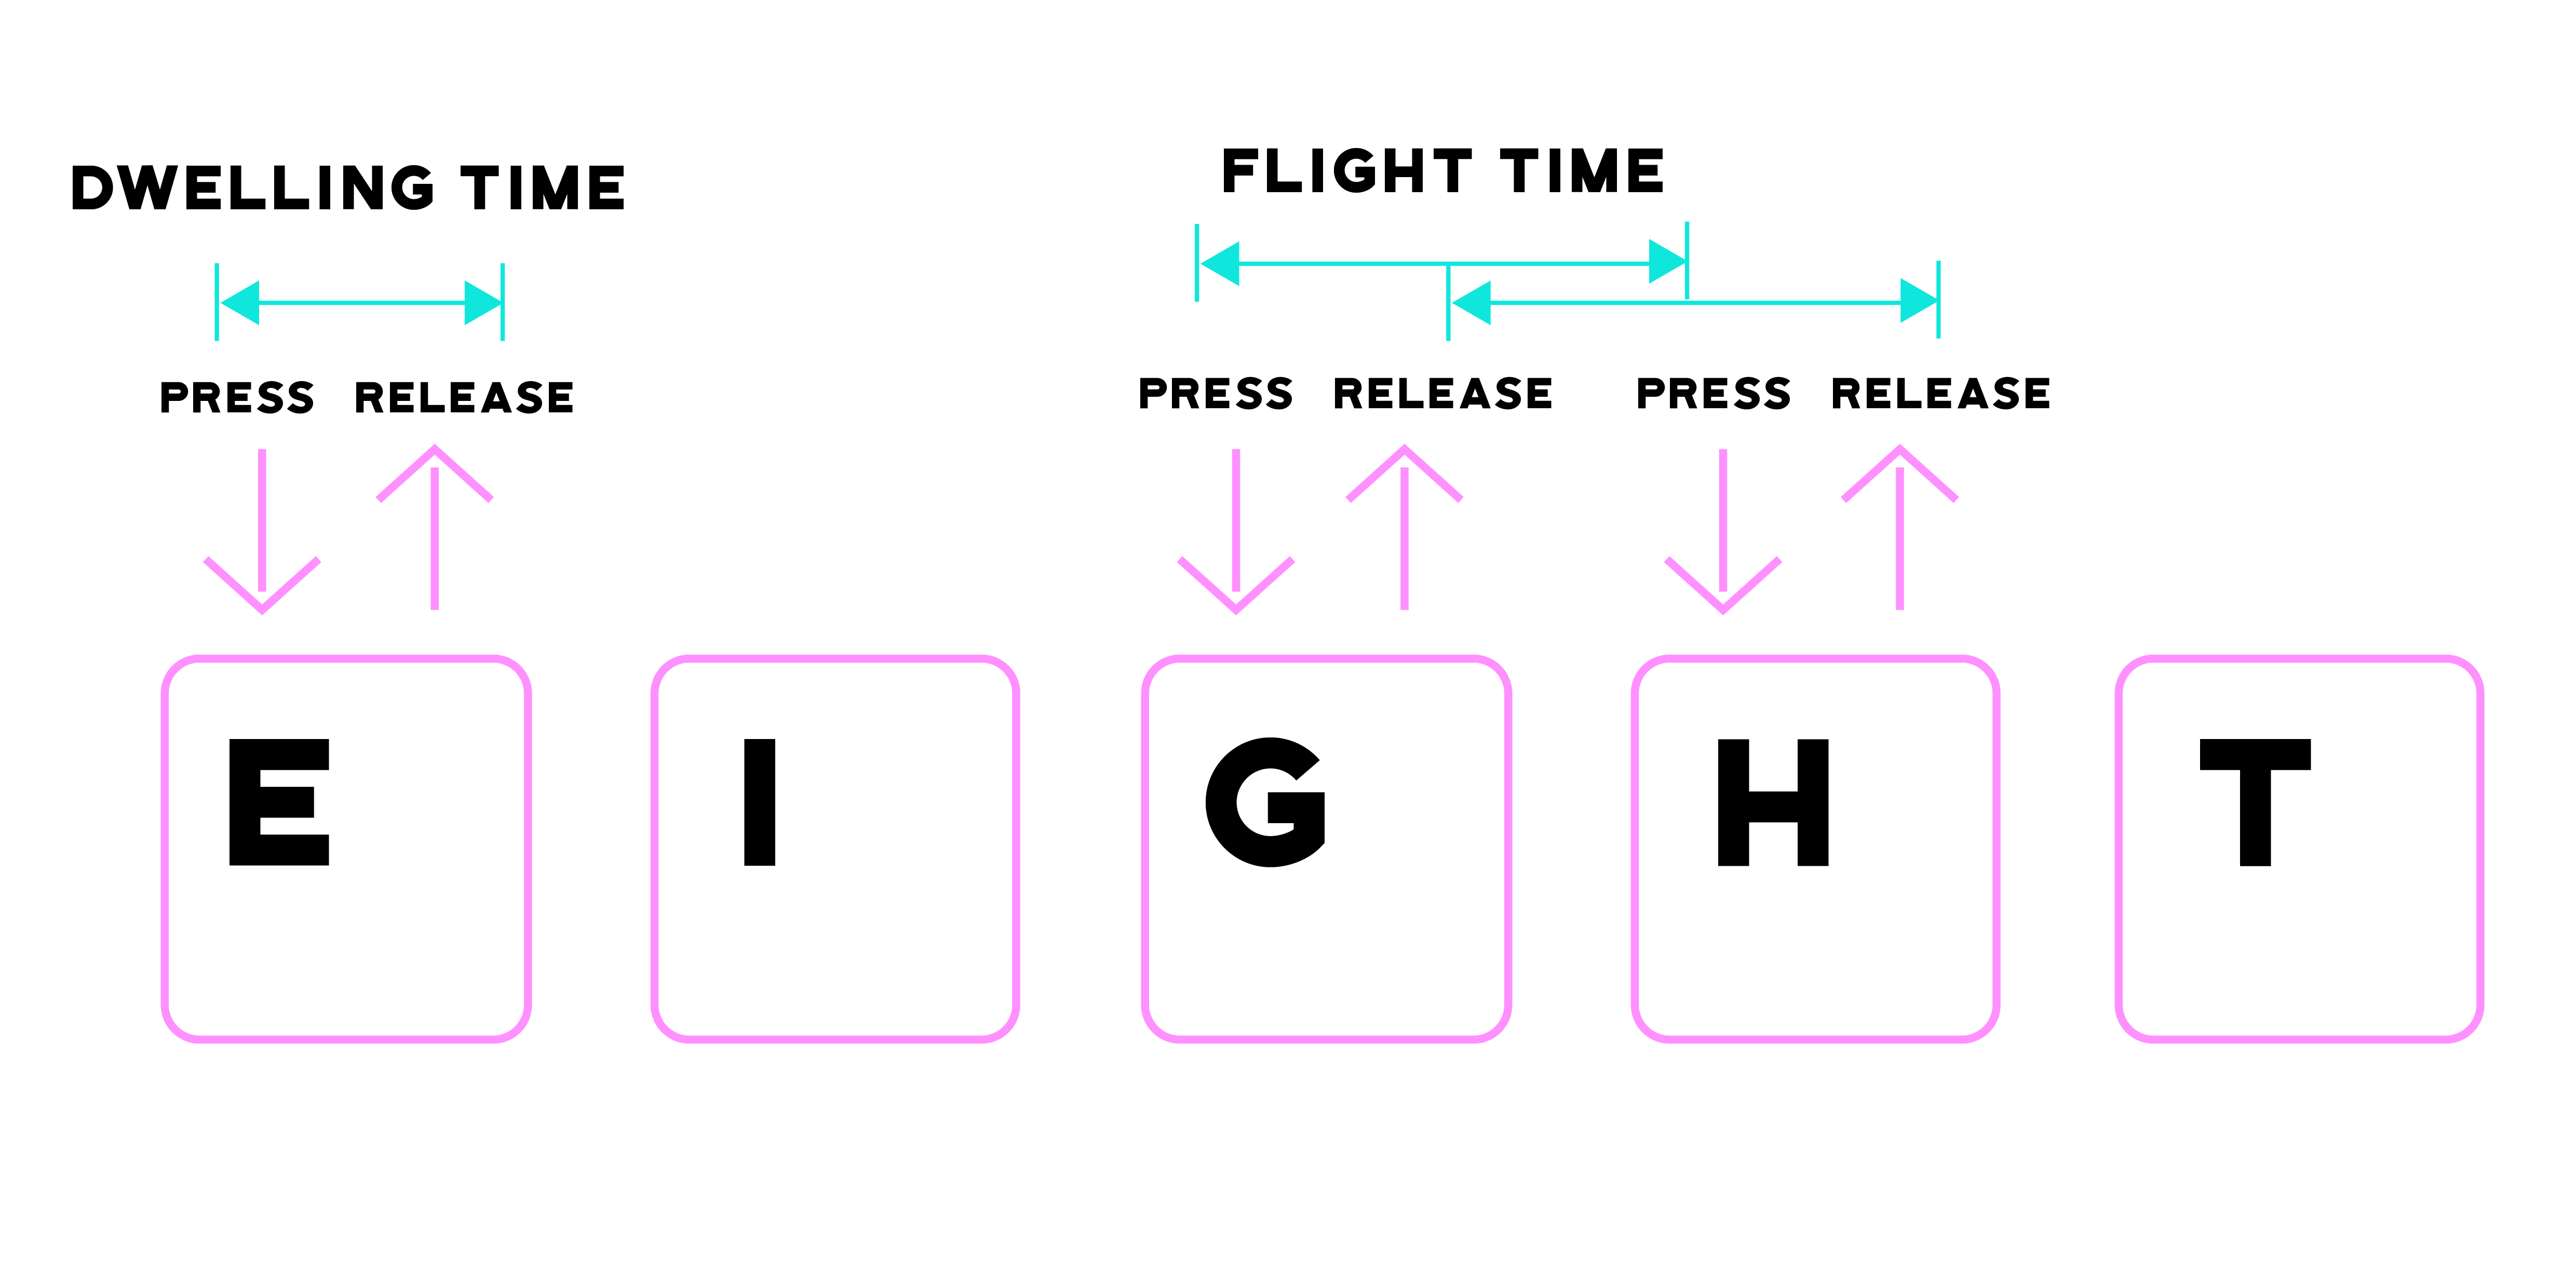 DWELLING TIME
FLIGHT TIME
PRESS RELEASE
PRESS RELEASE PRESS RELEASE
E I G H T